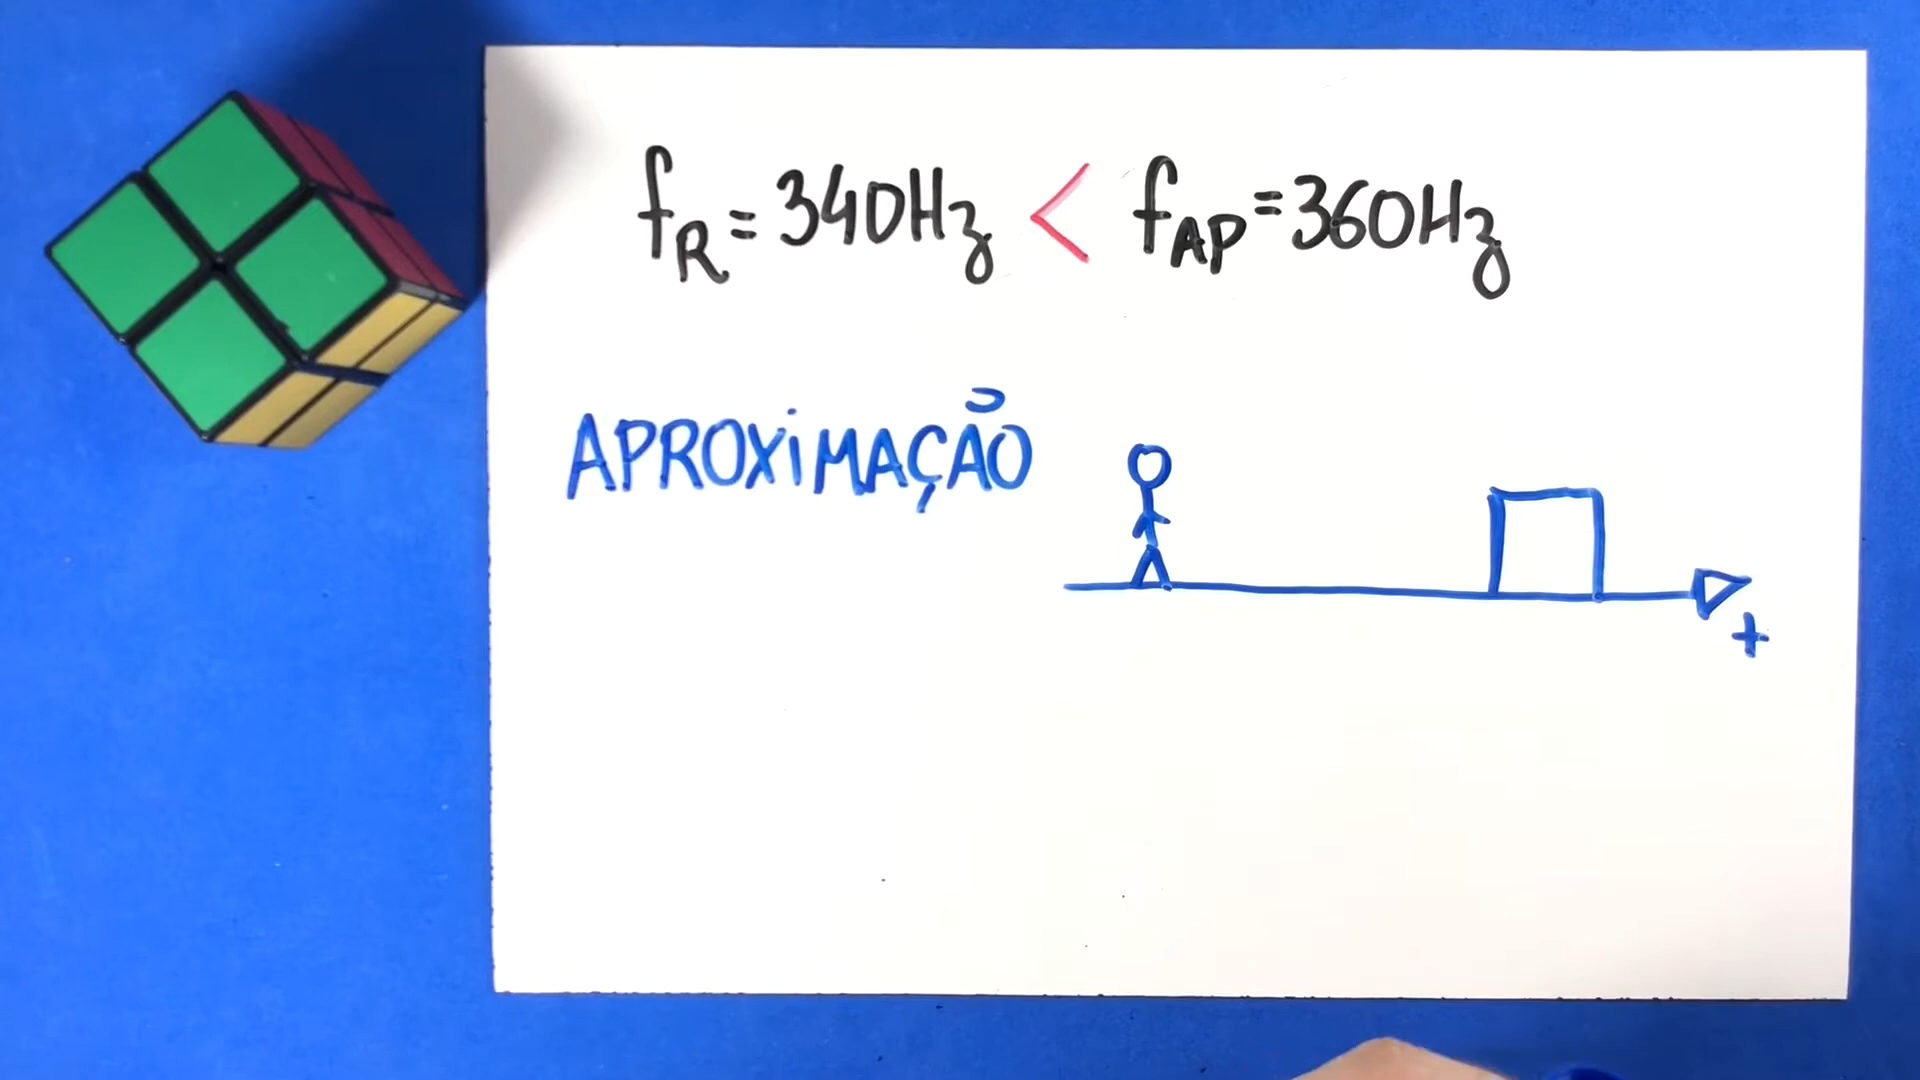 fR = 340Hz < fAP = 360Hz
APROXiMAÇÃO
+